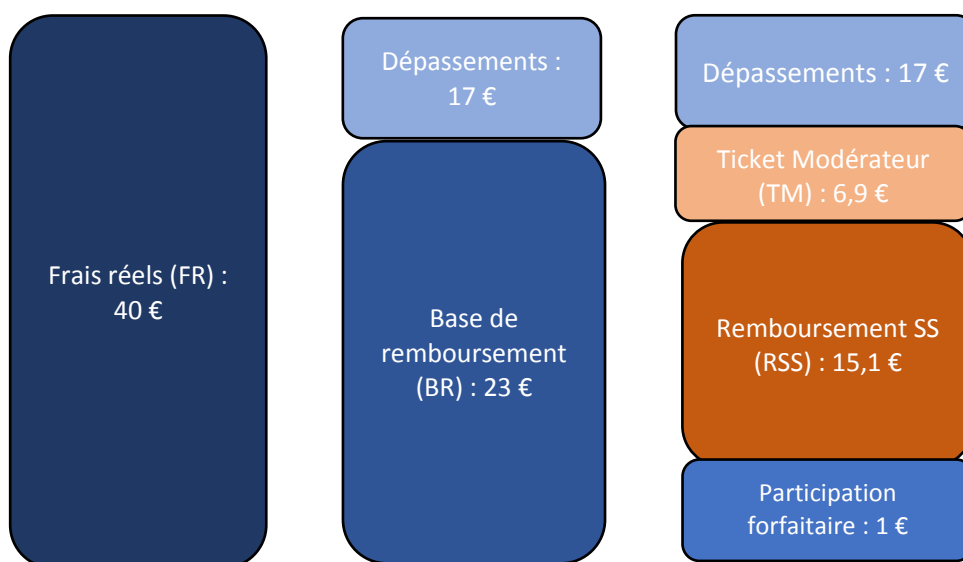 Frais réels (FR) :
40 €
Dépassements :
17 €
Base de
remboursement
(BR) : 23 €
Dépassements : 17 €
Ticket Modérateur
(TM) : 6,9 €
Remboursement SS
(RSS) : 15,1 €
Participation
forfaitaire : 1 €